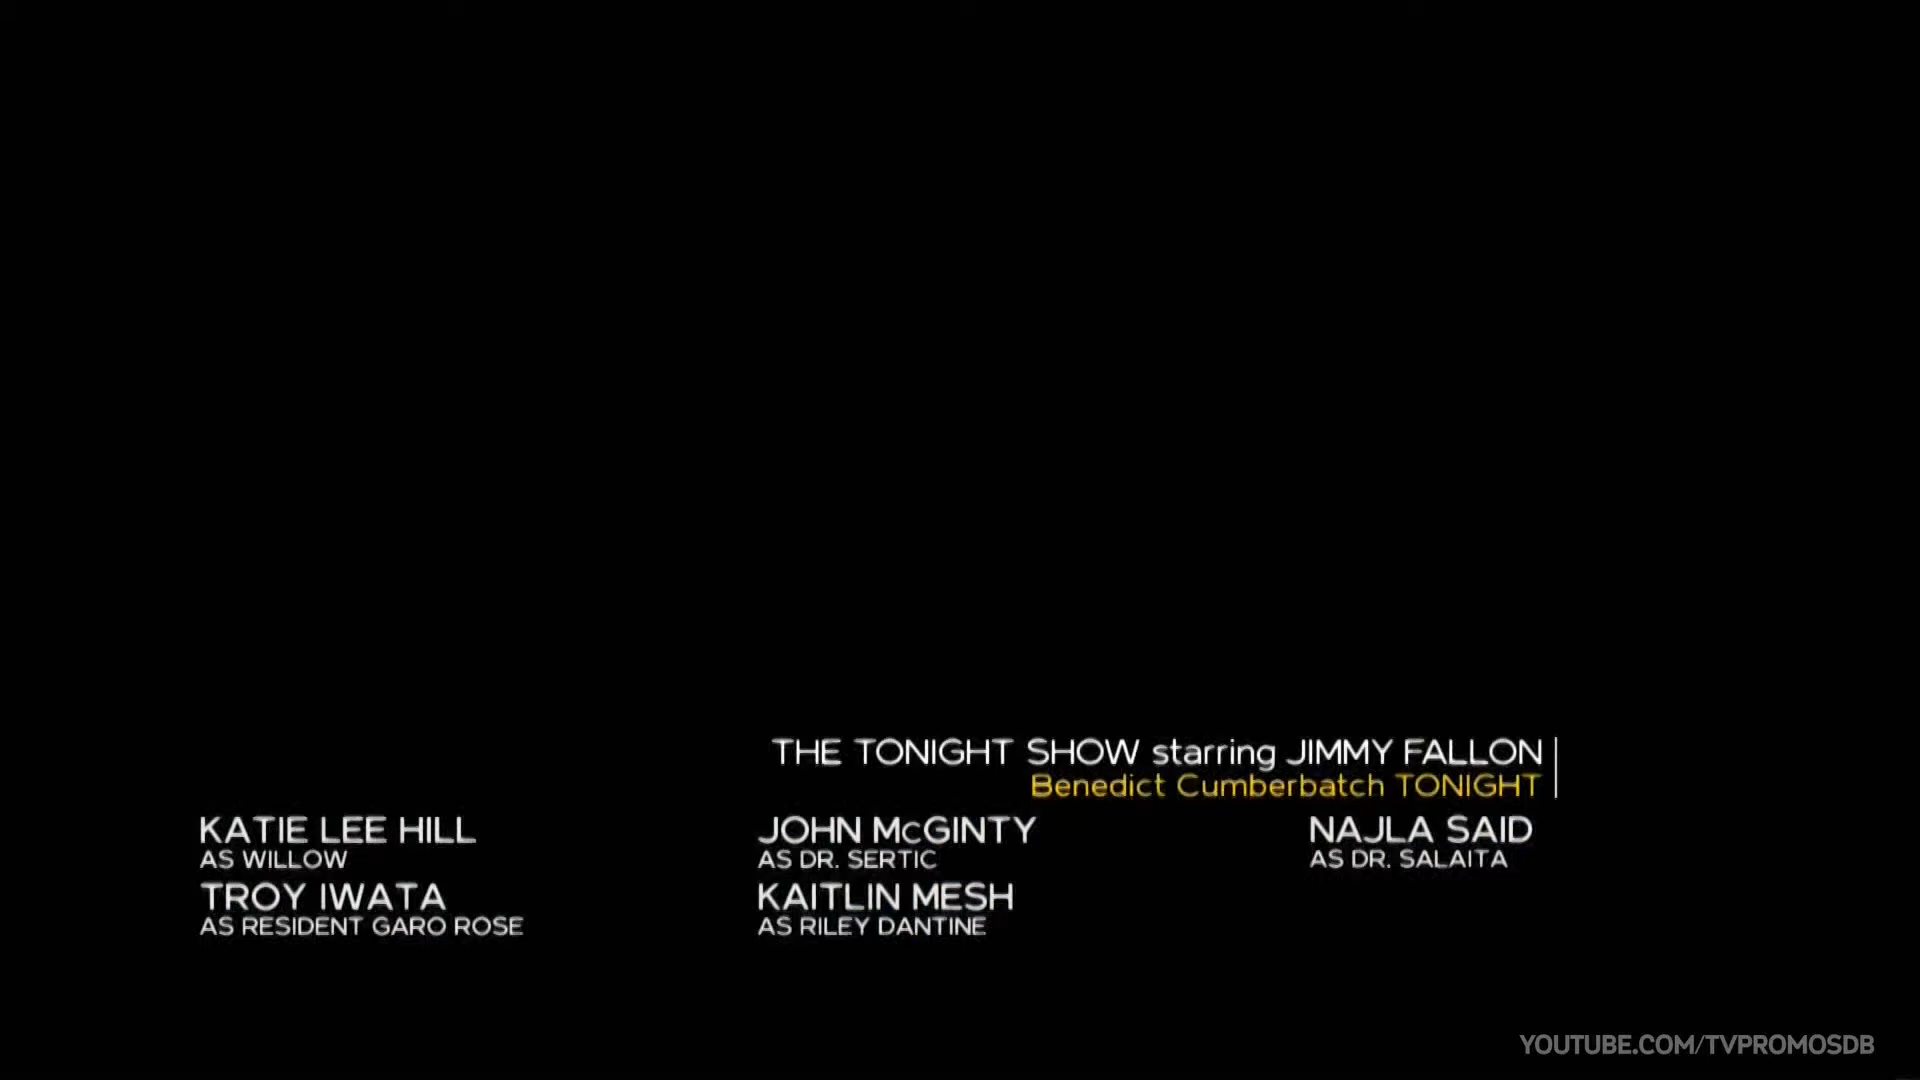 THE TONIGHT SHOW starring JIMMY FALLON
Benedict Cumberbatch TONIGHT
KATIE LEE HILL
AS WILLOW
JOHN McGINTY
AS DR. SERTIC
NAJLA SAID
AS DR. SALAITA
TROY IWATA
AS RESIDENT GARO ROSE
KAITLIN MESH
AS RILEY DANTINE
YOUTUBE.COM/TVPROMOSDB